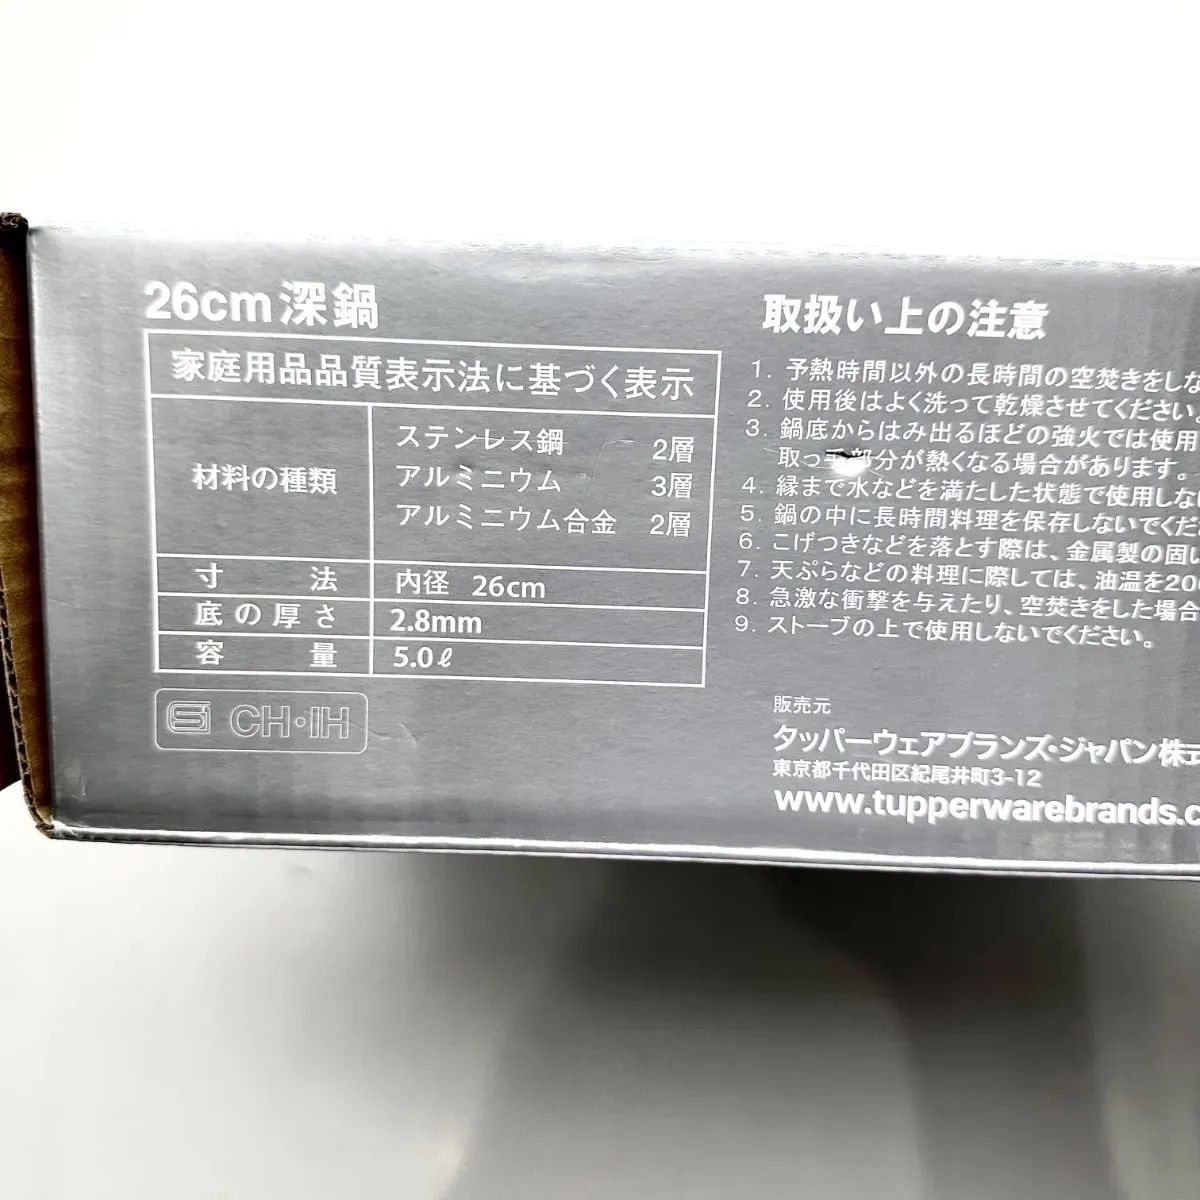 26cm深鍋
家庭用品品質表示法に基づく表示
材料の種類
ステンレス鋼 2層
アルミニウム 3層
アルミニウム合金 2層
寸法 内径 26cm
底の厚さ 2.8mm
容量 5.0ℓ
S CH・IH
取扱い上の注意
1. 予熱時間以外の長時間の空焚きをしな
2. 使用後はよく洗って乾燥させてください。
3. 鍋底からはみ出るほどの強火では使用
取っ手部分が熱くなる場合があります。
4. 縁まで水などを満たした状態で使用しな
5. 鍋の中に長時間料理を保存しないでくだ
6. こげつきなどを落とす際は、金属製の固い
7. 天ぷらなどの料理に際しては、油温を20
8. 急激な衝撃を与えたり、空焚きをした場合
9. ストーブの上で使用しないでください。
販売元
タッパーウェアブランズ・ジャパン株式
東京都千代田区紀尾井町3-12
www.tupperwarebrands.c